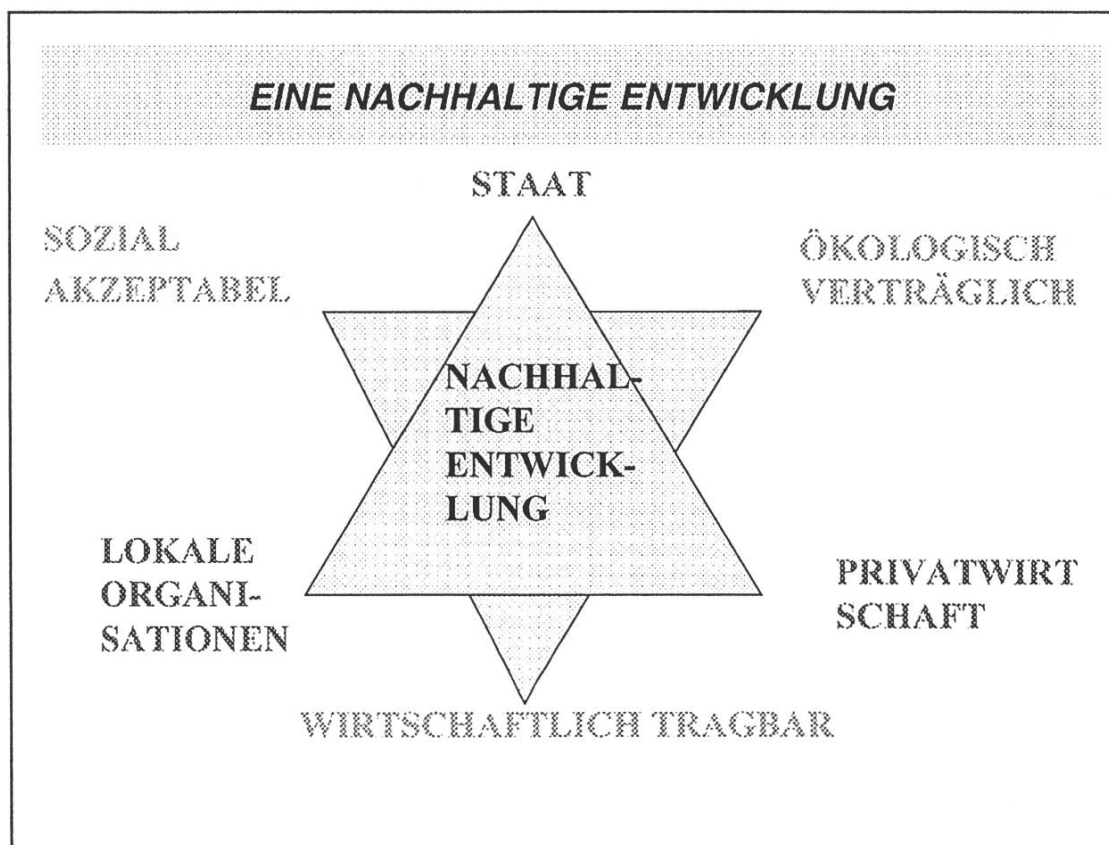 EINE NACHHALTIGE ENTWICKLUNG
STAAT
SOZIAL
AKZEPTABEL
ÖKOLOGISCH
VERTRÄGLICH
NACHHAL-
TIGE
ENTWICK-
LUNG
LOKALE
ORGANI-
SATIONEN
PRIVATWIRT
SCHAFT
WIRTSCHAFTLICH TRAGBAR